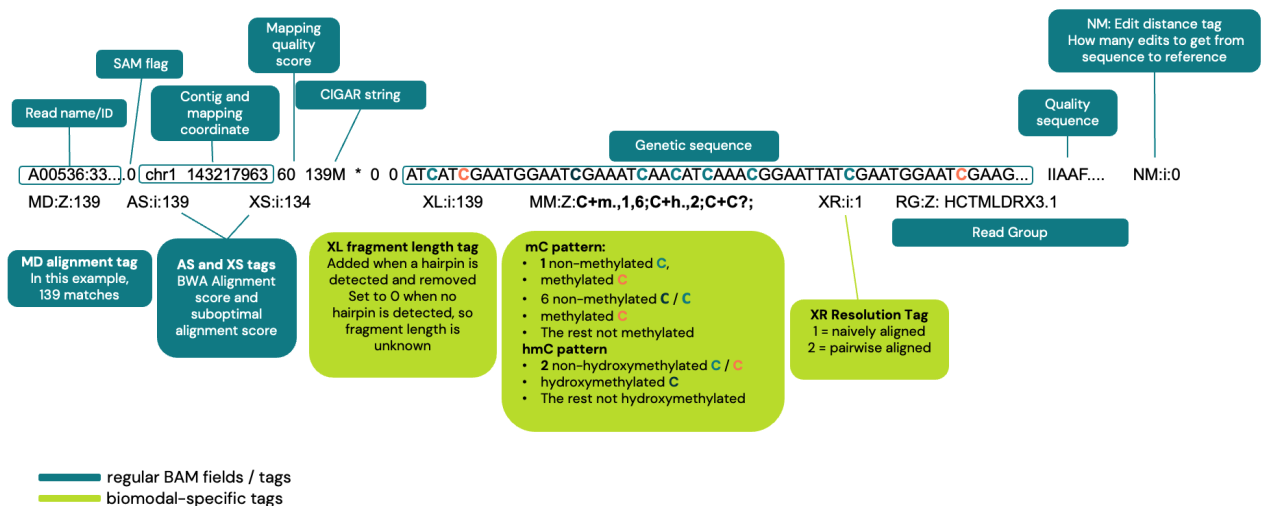 NM: Edit distance tag
How many edits to get from
sequence to reference
Mapping
quality
score
SAM flag
CIGAR string
Contig and
mapping
coordinate
Quality
sequence
Read name/ID
Genetic sequence
A00536:33.... 0 chr1 143217963 60 139M * 0 0 ATCATCGAATGGAATCGAAATCAACATCAAACGGAATTATCGAATGGAATCGAAG... IIAAF.... NM:i:0
MD:Z:139 AS:i:139 XS:i:134 XL:i:139 MM:Z:C+m.,1,6;C+h.,2;C+C?; XR:i:1 RG:Z: HCTMLDRX3.1
Read Group
MD alignment tag
In this example,
139 matches
AS and XS tags
BWA Alignment
score and
suboptimal
alignment score
XL fragment length tag
Added when a hairpin is
detected and removed
Set to 0 when no
hairpin is detected, so
fragment length is
unknown
mC pattern:
• 1 non-methylated C,
• methylated C
• 6 non-methylated C / C
• methylated C
• The rest not methylated
hmC pattern
• 2 non-hydroxymethylated C / C
• hydroxymethylated C
• The rest not hydroxymethylated
XR Resolution Tag
1 = naively aligned
2 = pairwise aligned
regular BAM fields / tags
biomodal-specific tags